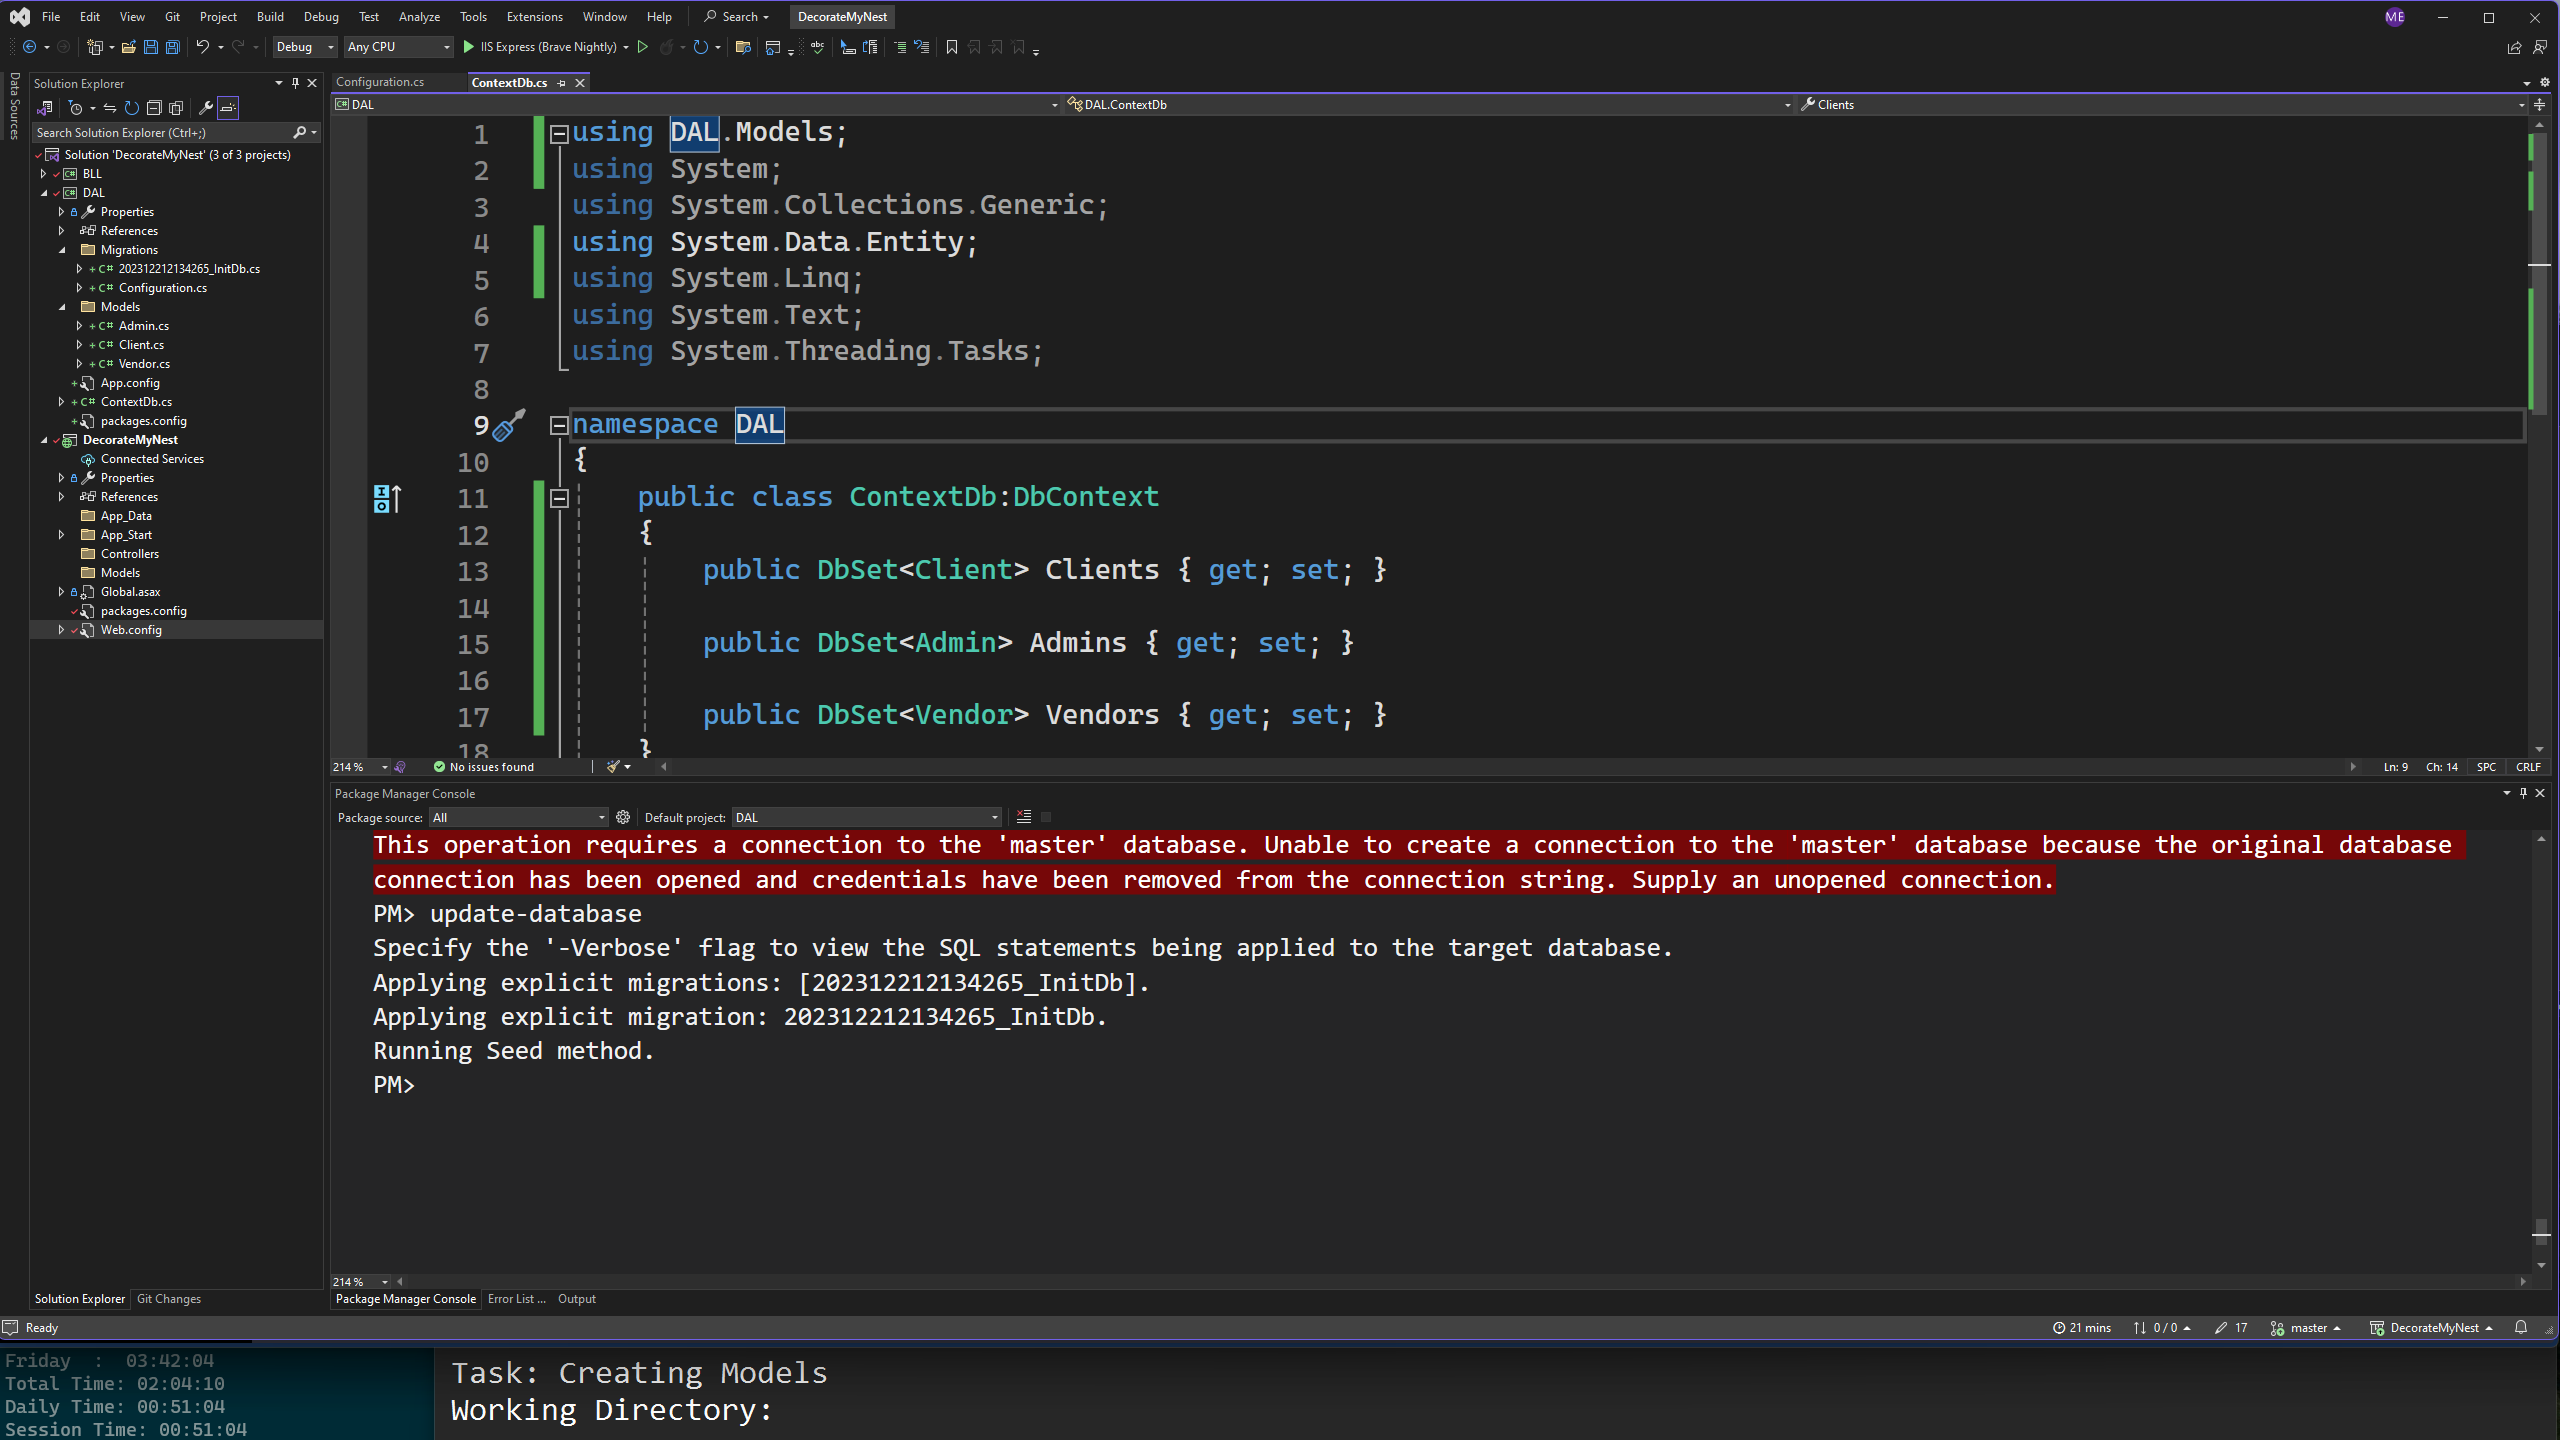 File Edit View Git Project Build Debug Test Analyze Tools Extensions Window Help Search DecorateMyNest ME
Debug Any CPU IIS Express (Brave Nightly)
Data Sources
Solution Explorer
Search Solution Explorer (Ctrl+;)
Solution 'DecorateMyNest' (3 of 3 projects)
BLL
DAL
Properties
References
Migrations
202312212134265_InitDb.cs
Configuration.cs
Models
Admin.cs
Client.cs
Vendor.cs
App.config
ContextDb.cs
packages.config
DecorateMyNest
Connected Services
Properties
References
App_Data
App_Start
Controllers
Models
Global.asax
packages.config
Web.config
Solution Explorer Git Changes
Configuration.cs ContextDb.cs
DAL DAL.ContextDb Clients
1 using DAL.Models;
2 using System;
3 using System.Collections.Generic;
4 using System.Data.Entity;
5 using System.Linq;
6 using System.Text;
7 using System.Threading.Tasks;
8
9 namespace DAL
10 {
11 public class ContextDb:DbContext
12 {
13 public DbSet<Client> Clients { get; set; }
14
15 public DbSet<Admin> Admins { get; set; }
16
17 public DbSet<Vendor> Vendors { get; set; }
18 }
214 % No issues found Ln: 9 Ch: 14 SPC CRLF
Package Manager Console
Package source: All Default project: DAL
This operation requires a connection to the 'master' database. Unable to create a connection to the 'master' database because the original database
connection has been opened and credentials have been removed from the connection string. Supply an unopened connection.
PM> update-database
Specify the '-Verbose' flag to view the SQL statements being applied to the target database.
Applying explicit migrations: [202312212134265_InitDb].
Applying explicit migration: 202312212134265_InitDb.
Running Seed method.
PM>
214 %
Package Manager Console Error List ... Output
Ready 21 mins 0 / 0 17 master DecorateMyNest
Friday : 03:42:04
Total Time: 02:04:10
Daily Time: 00:51:04
Session Time: 00:51:04
Task: Creating Models
Working Directory: